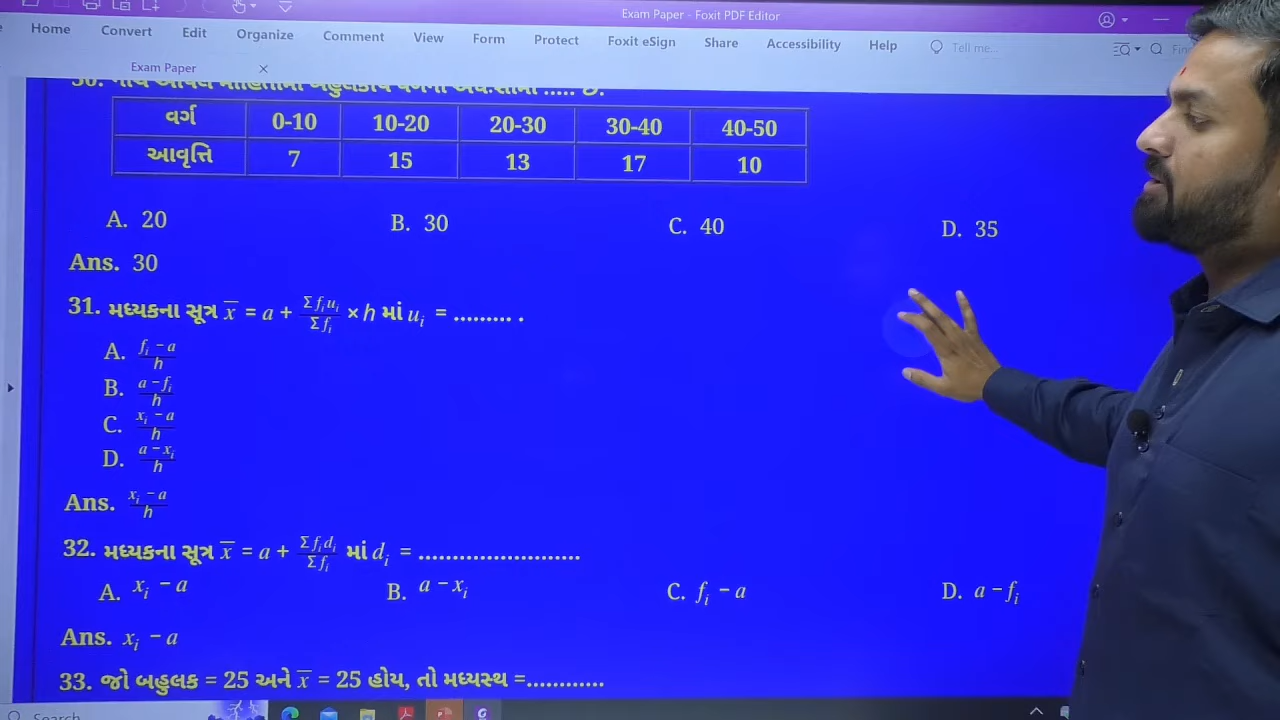 Exam Paper - Foxit PDF Editor
Home Convert Edit Organize Comment View Form Protect Foxit eSign Share Accessibility Help Tell me... Fin
Exam Paper
વર્ગ 0-10 10-20 20-30 30-40 40-50
આવૃત્તિ 7 15 13 17 10
A. 20 B. 30 C. 40 D. 35
Ans. 30
31. મધ્યકના સૂત્ર x̄ = a + Σfᵢuᵢ/Σfᵢ × h માં uᵢ = ......... .
A. fᵢ – a/h
B. a – fᵢ/h
C. xᵢ – a/h
D. a – xᵢ/h
Ans. xᵢ – a/h
32. મધ્યકના સૂત્ર x̄ = a + Σfᵢdᵢ/Σfᵢ માં dᵢ = ........................
A. xᵢ – a B. a – xᵢ C. fᵢ – a D. a – fᵢ
Ans. xᵢ – a
33. જો બહુલક = 25 અને x̄ = 25 હોય, તો મધ્યસ્થ =............
Search